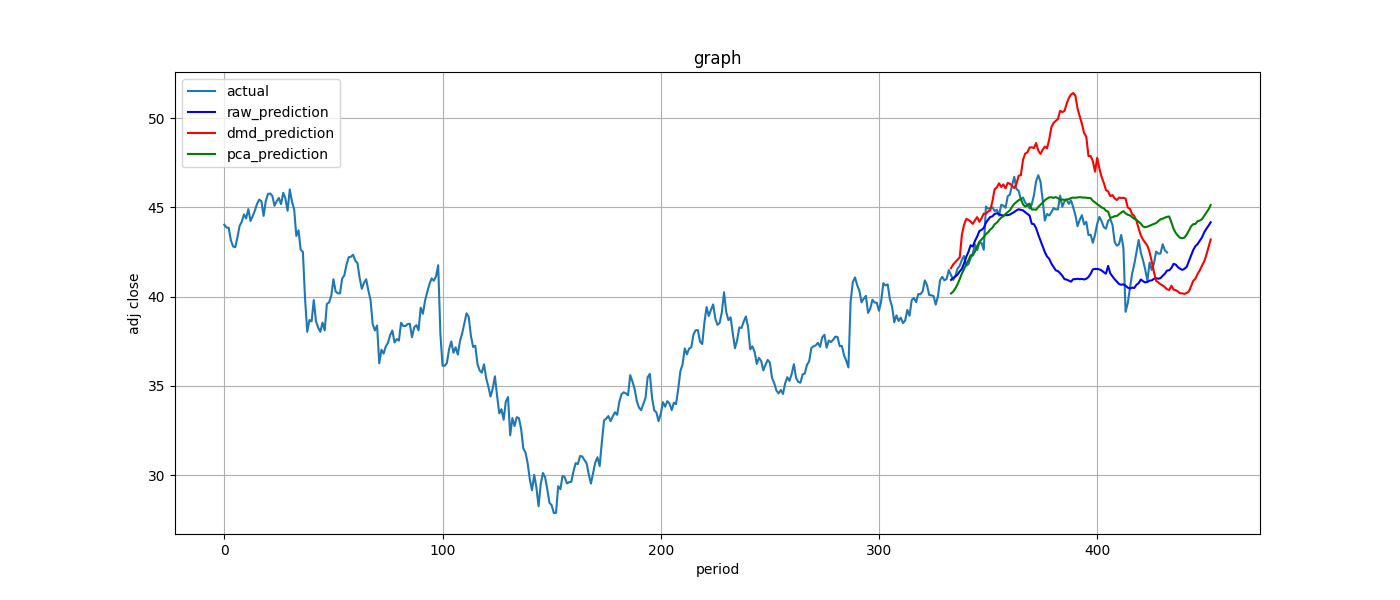 graph
actual
raw_prediction
dmd_prediction
pca_prediction
adj close
50
45
40
35
30
0 100 200 300 400
period